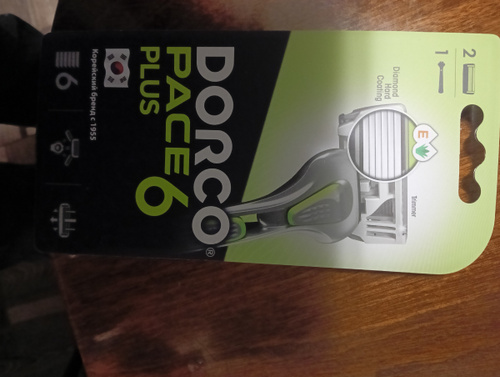 2
1
Diamond
Hard
Coating
E
Trimmer
DORCO®
PACE 6
PLUS
Корейский бренд с 1955
6